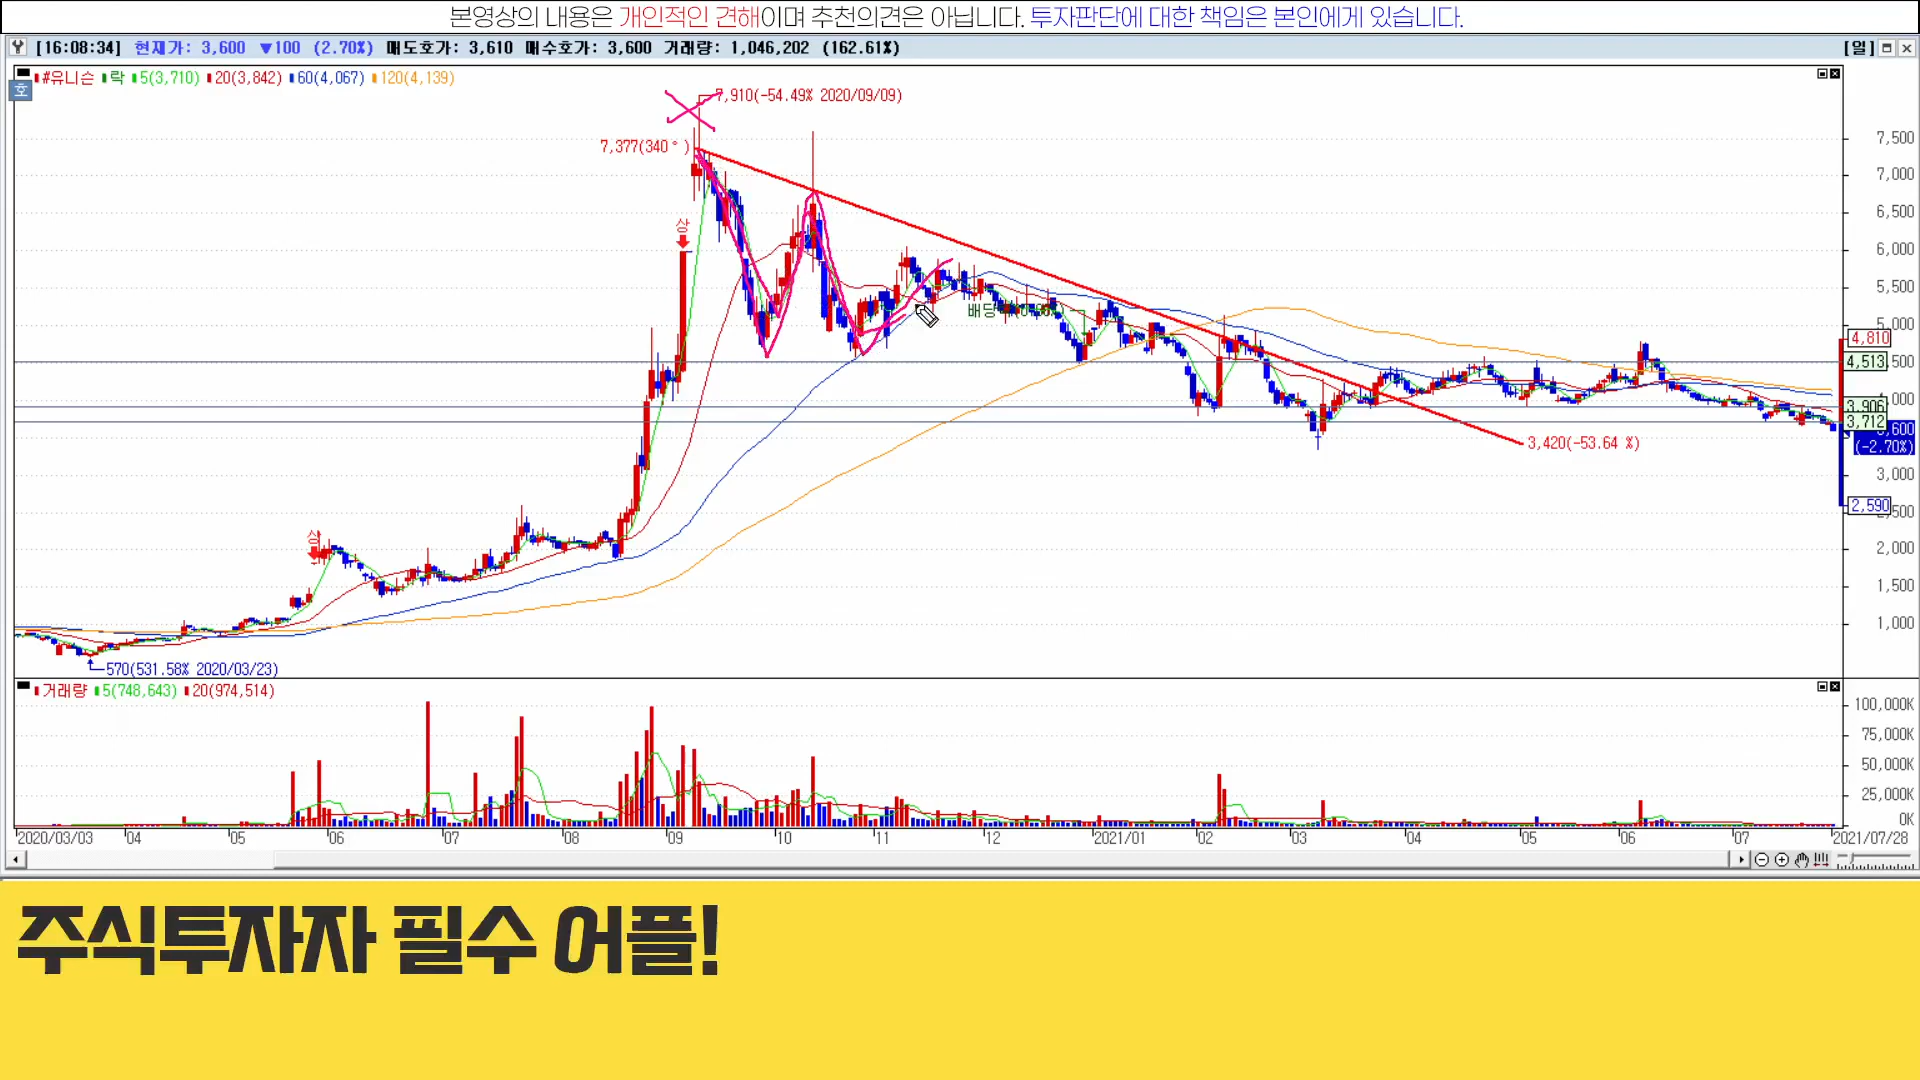 본영상의 내용은 개인적인 견해이며 추천의견은 아닙니다. 투자판단에 대한 책임은 본인에게 있습니다.
[16:08:34] 현재가: 3,600 ▼100 (2.70%) 매도호가: 3,610 매수호가: 3,600 거래량: 1,046,202 (162.61%) [일]
호 #유니슨 락 5(3,710) 20(3,842) 60(4,067) 120(4,139)
7,910(-54.49% 2020/09/09)
7,377(340°)
상
상
3,420(-53.64 %)
570(531.58% 2020/03/23)
7,500
7,000
6,500
6,000
5,500
5,000
4,810
4,513
3,906
3,712
3,600
(-2.70%)
3,000
2,590
2,500
2,000
1,500
1,000
거래량 5(748,643) 20(974,514)
100,000K
75,000K
50,000K
25,000K
0K
2020/03/03 04 05 06 07 08 09 10 11 12 2021/01 02 03 04 05 06 07 2021/07/28
주식투자자 필수 어플!